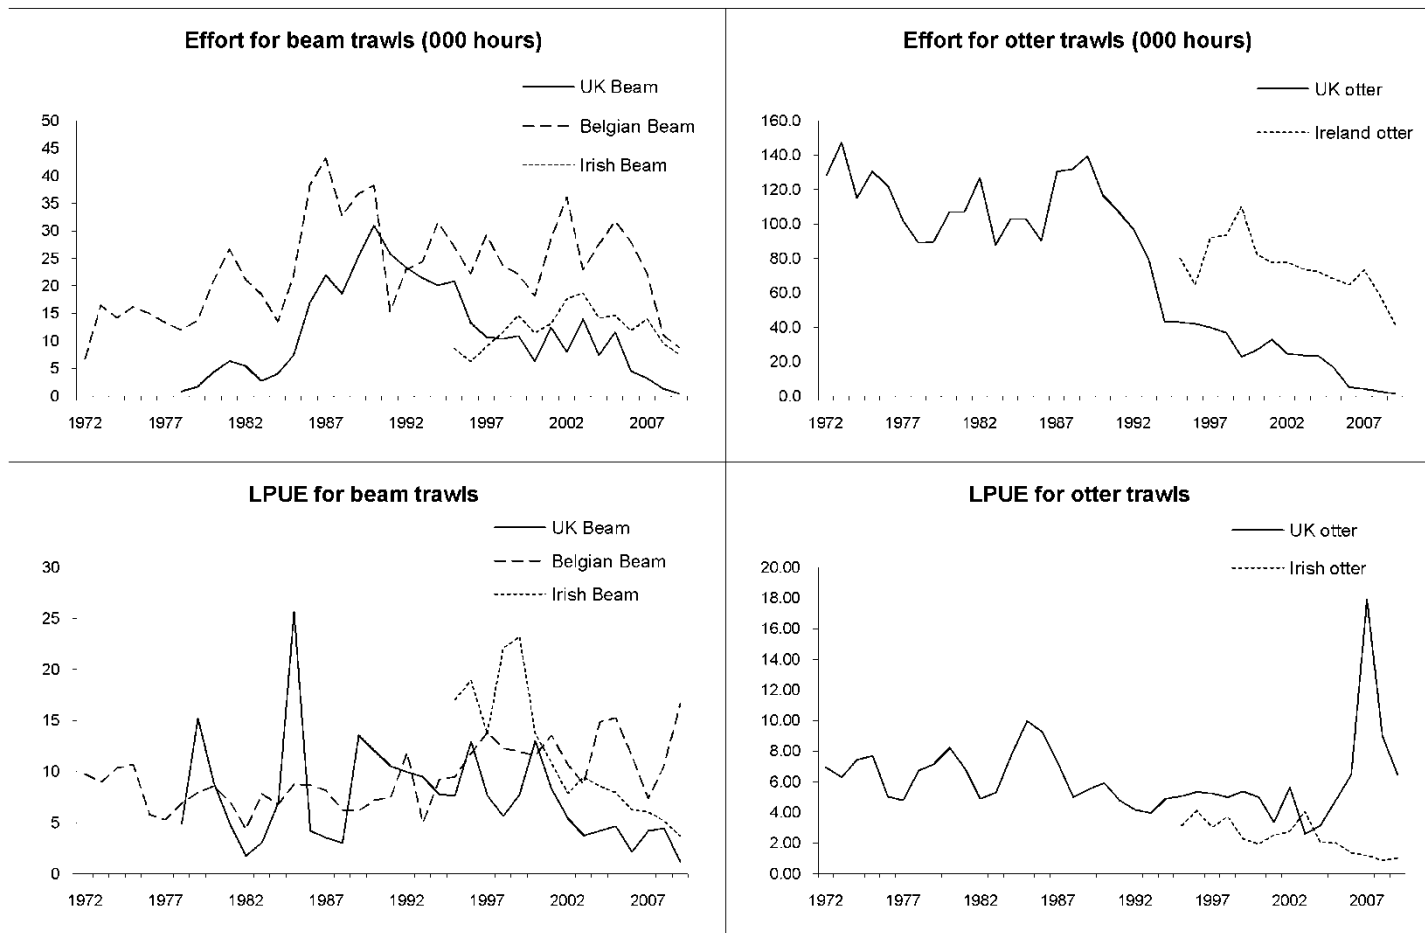 Effort for beam trawls (000 hours)
UK Beam
Belgian Beam
Irish Beam
50
45
40
35
30
25
20
15
10
5
0
1972 1977 1982 1987 1992 1997 2002 2007
Effort for otter trawls (000 hours)
UK otter
Ireland otter
160.0
140.0
120.0
100.0
80.0
60.0
40.0
20.0
0.0
1972 1977 1982 1987 1992 1997 2002 2007
LPUE for beam trawls
UK Beam
Belgian Beam
Irish Beam
30
25
20
15
10
5
0
1972 1977 1982 1987 1992 1997 2002 2007
LPUE for otter trawls
UK otter
Irish otter
20.00
18.00
16.00
14.00
12.00
10.00
8.00
6.00
4.00
2.00
0.00
1972 1977 1982 1987 1992 1997 2002 2007